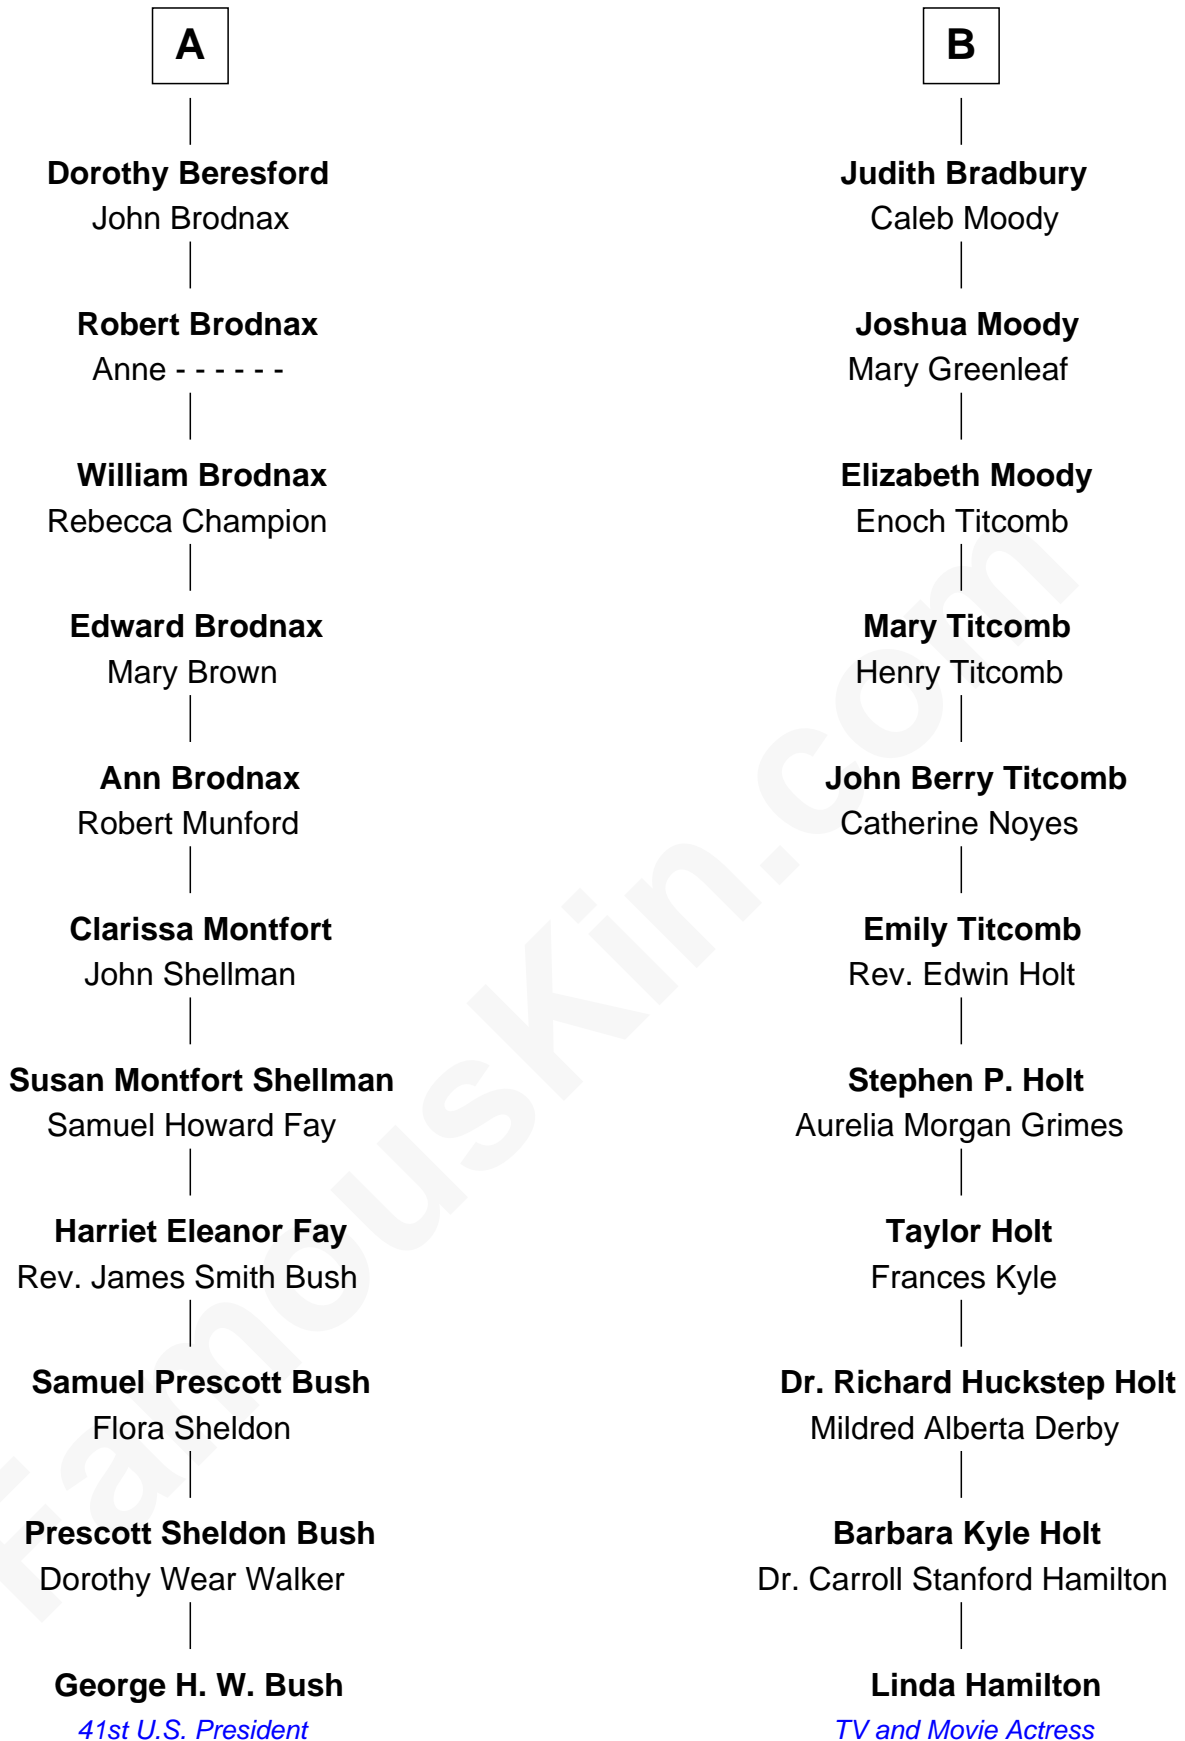 A
Dorothy Beresford
John Brodnax
Robert Brodnax
Anne - - - - - -
William Brodnax
Rebecca Champion
Edward Brodnax
Mary Brown
Ann Brodnax
Robert Munford
Clarissa Montfort
John Shellman
Susan Montfort Shellman
Samuel Howard Fay
Harriet Eleanor Fay
Rev. James Smith Bush
Samuel Prescott Bush
Flora Sheldon
Prescott Sheldon Bush
Dorothy Wear Walker
George H. W. Bush
41st U.S. President
B
Judith Bradbury
Caleb Moody
Joshua Moody
Mary Greenleaf
Elizabeth Moody
Enoch Titcomb
Mary Titcomb
Henry Titcomb
John Berry Titcomb
Catherine Noyes
Emily Titcomb
Rev. Edwin Holt
Stephen P. Holt
Aurelia Morgan Grimes
Taylor Holt
Frances Kyle
Dr. Richard Huckstep Holt
Mildred Alberta Derby
Barbara Kyle Holt
Dr. Carroll Stanford Hamilton
Linda Hamilton
TV and Movie Actress
FamousKin.com